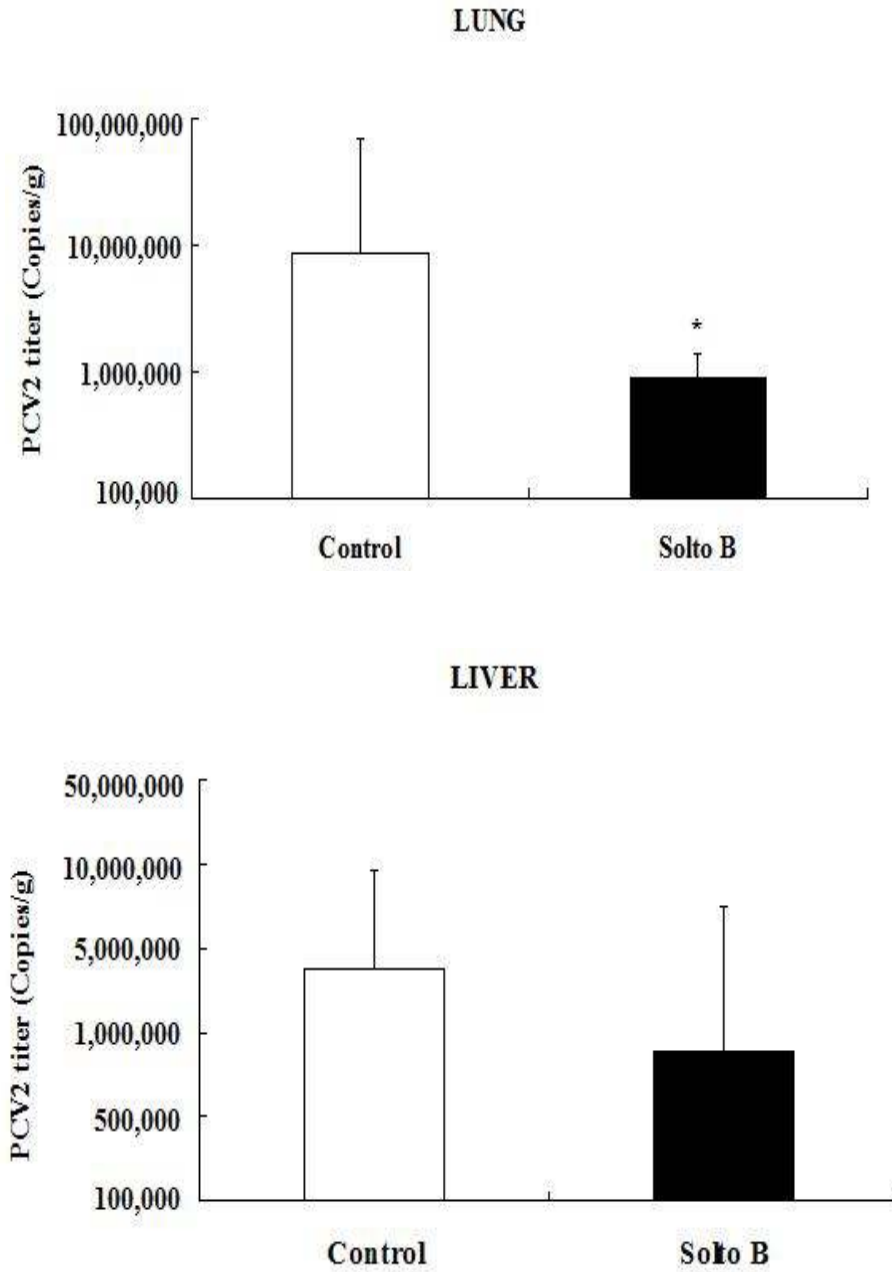 LUNG
PCV2 titer (Copies/g)
100,000,000
10,000,000
1,000,000
100,000
*
Control Solto B
LIVER
PCV2 titer (Copies/g)
50,000,000
10,000,000
5,000,000
1,000,000
500,000
100,000
Control Solto B